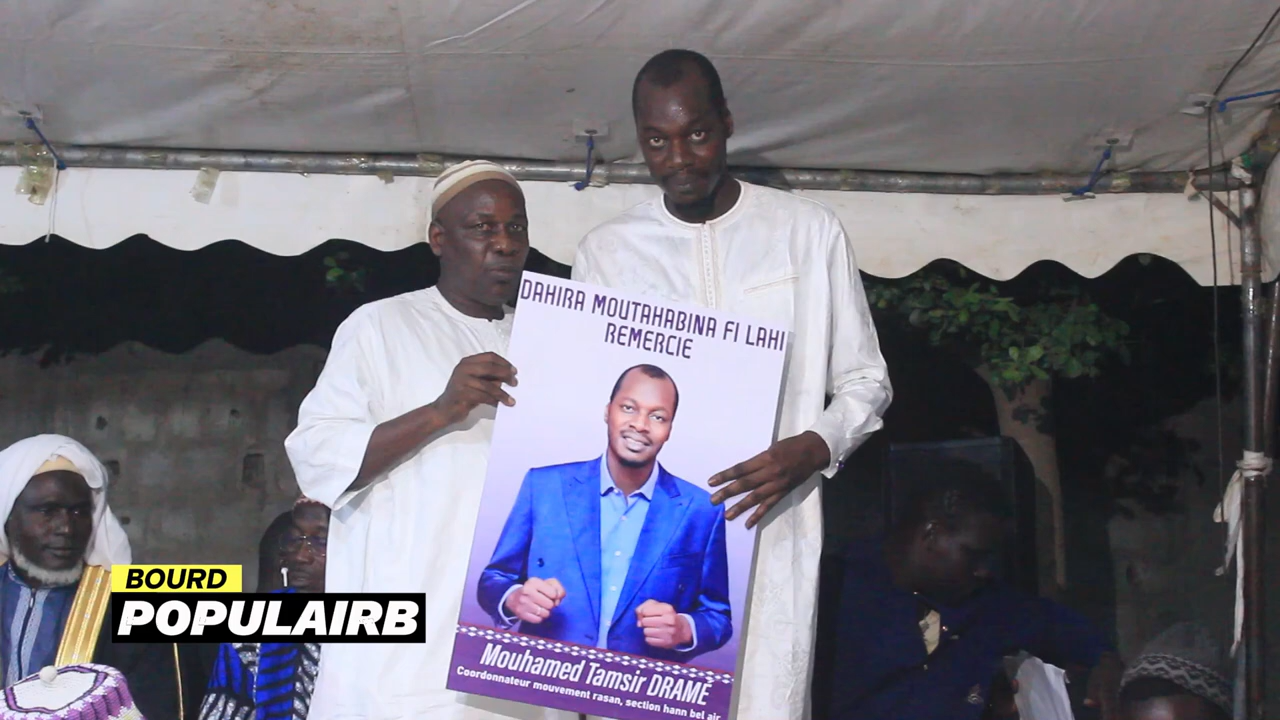 DAHIRA MOUTAHABINA FI LAHI
REMERCIE
Mouhamed Tamsir DRAMÉ
Coordonnateur mouvement rasan, section hann bel air
BOURD
POPULAIRB